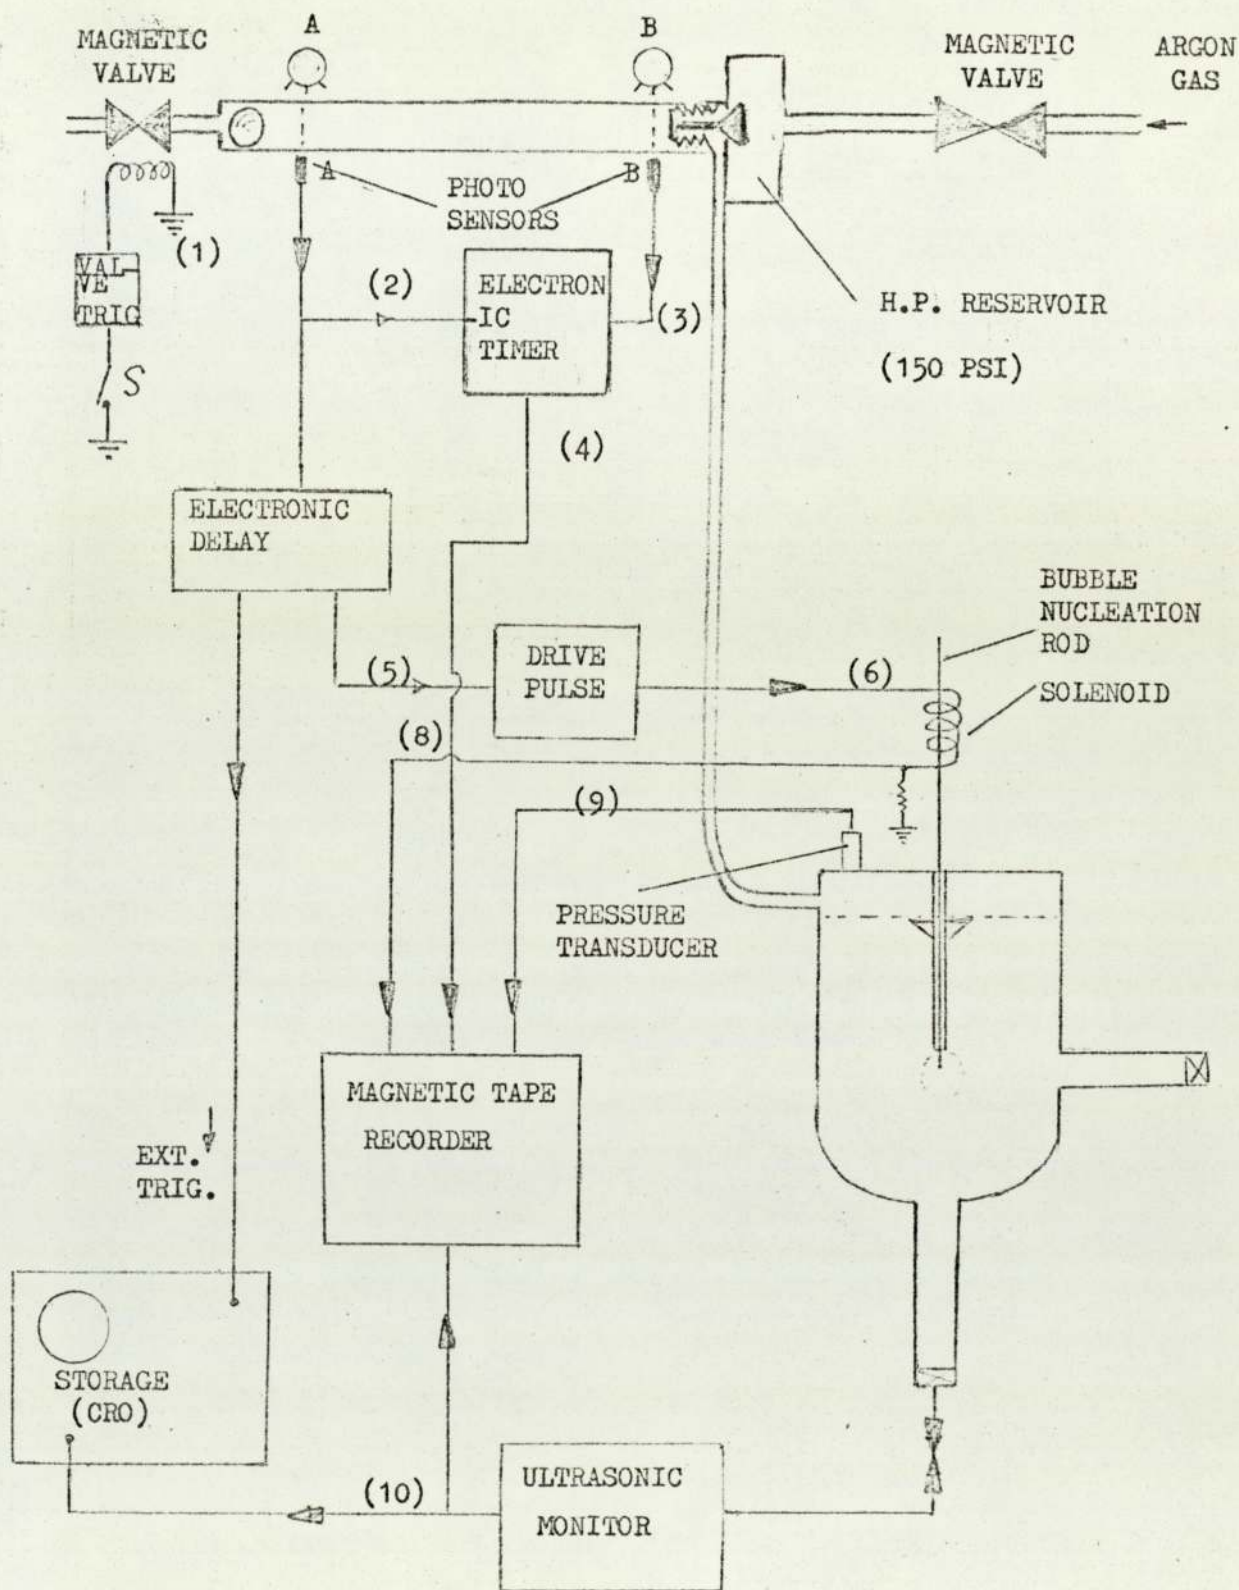 A
B
MAGNETIC
VALVE
MAGNETIC
VALVE
ARGON
GAS
A
B
PHOTO
SENSORS
(1)
VAL
VE
TRIG
S
(2)
ELECTRON
IC
TIMER
(3)
H.P. RESERVOIR
(150 PSI)
(4)
ELECTRONIC
DELAY
BUBBLE
NUCLEATION
ROD
SOLENOID
(5)
DRIVE
PULSE
(6)
(8)
(9)
PRESSURE
TRANSDUCER
MAGNETIC TAPE
RECORDER
EXT.
TRIG.
STORAGE
(CRO)
(10)
ULTRASONIC
MONITOR